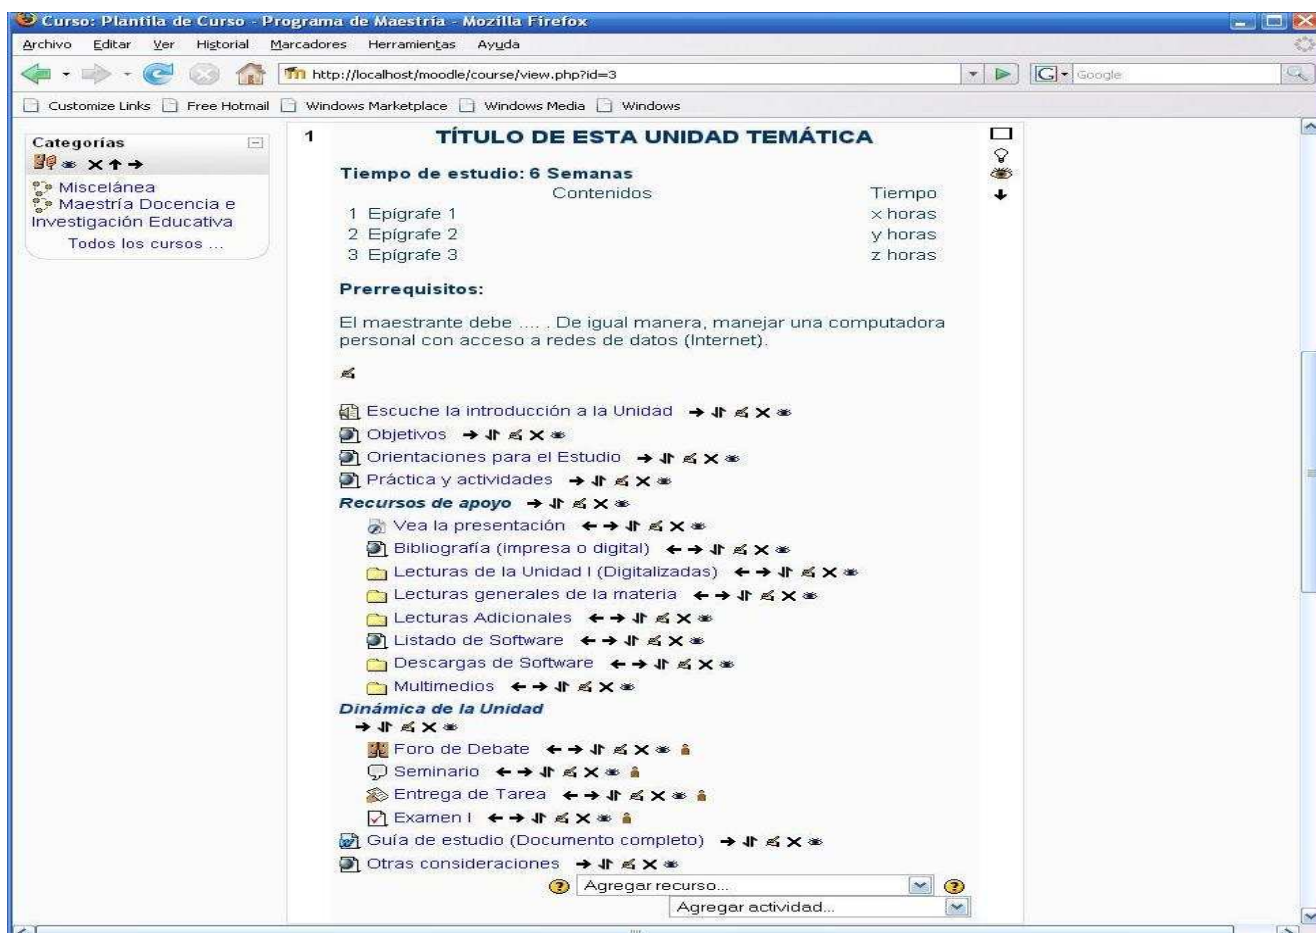 Curso: Plantila de Curso - Programa de Maestría - Mozilla Firefox
Archivo Editar Ver Historial Marcadores Herramientas Ayuda
http://localhost/moodle/course/view.php?id=3
Google
Customize Links Free Hotmail Windows Marketplace Windows Media Windows
Categorías
Miscelánea
Maestría Docencia e
Investigación Educativa
Todos los cursos ...
1 TÍTULO DE ESTA UNIDAD TEMÁTICA
Tiempo de estudio: 6 Semanas
Contenidos Tiempo
1 Epígrafe 1 x horas
2 Epígrafe 2 y horas
3 Epígrafe 3 z horas
Prerrequisitos:
El maestrante debe .... . De igual manera, manejar una computadora
personal con acceso a redes de datos (Internet).
Escuche la introducción a la Unidad
Objetivos
Orientaciones para el Estudio
Práctica y actividades
Recursos de apoyo
Vea la presentación
Bibliografía (impresa o digital)
Lecturas de la Unidad I (Digitalizadas)
Lecturas generales de la materia
Lecturas Adicionales
Listado de Software
Descargas de Software
Multimedios
Dinámica de la Unidad
Foro de Debate
Seminario
Entrega de Tarea
Examen I
Guía de estudio (Documento completo)
Otras consideraciones
Agregar recurso...
Agregar actividad...